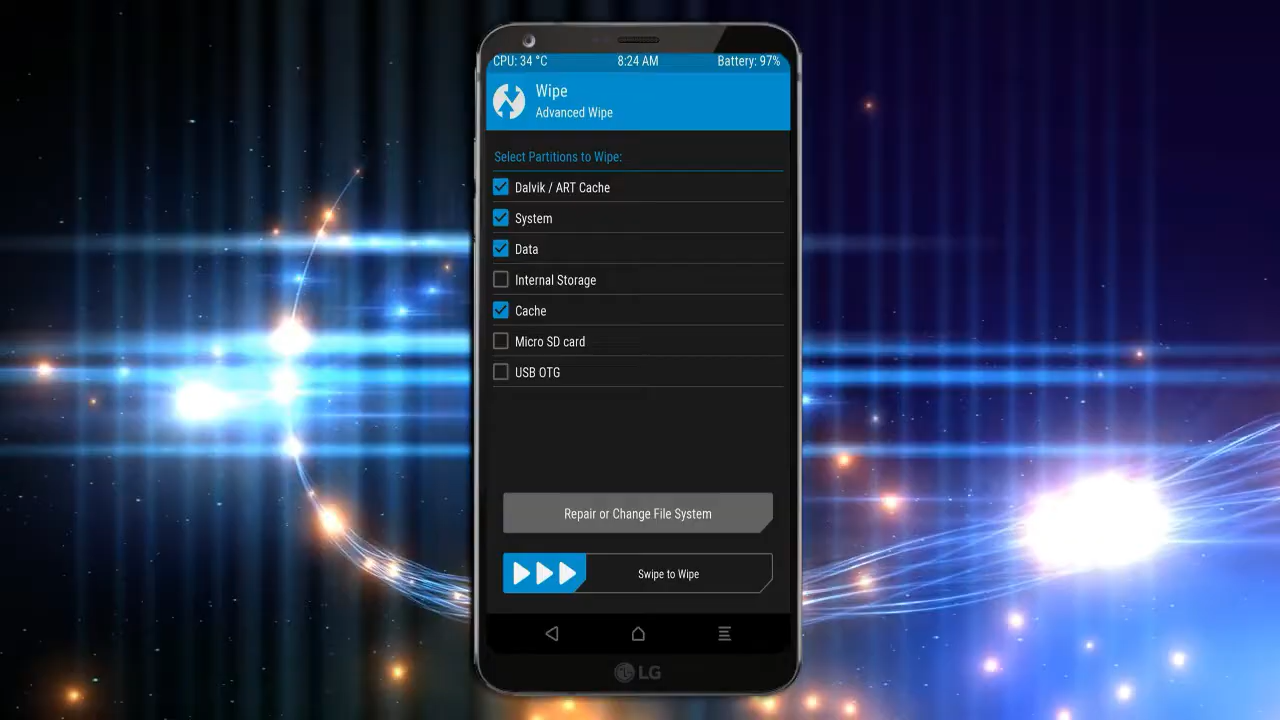 CPU: 34 °C 8:24 AM Battery: 97%
Wipe
Advanced Wipe
Select Partitions to Wipe:
Dalvik / ART Cache
System
Data
Internal Storage
Cache
Micro SD card
USB OTG
Repair or Change File System
Swipe to Wipe
LG